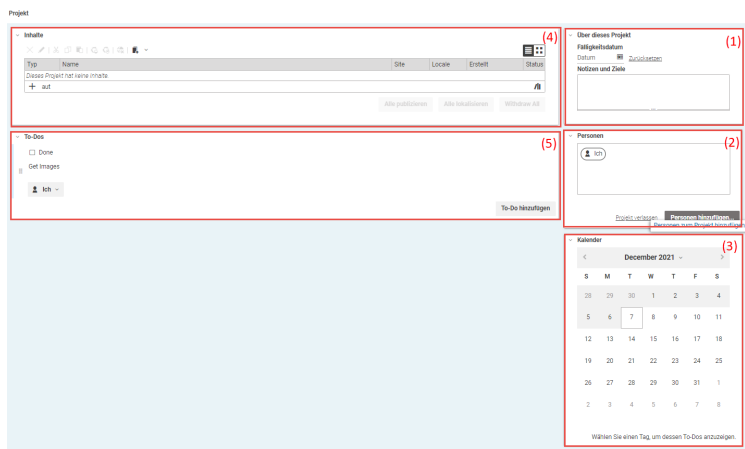 Projekt
Inhalte
(4)
Typ Name Site Locale Erstellt Status
Dieses Projekt hat keine Inhalte.
aut
Alle publizieren Alle lokalisieren Withdraw All
To-Dos
(5)
Done
Get Images
Ich
To-Do hinzufügen
Über dieses Projekt
(1)
Fälligkeitsdatum
Datum Zurücksetzen
Notizen und Ziele
Personen
(2)
Ich
Projekt verlassen Personen hinzufügen...
Personen zum Projekt hinzufügen
Kalender
(3)
December 2021
S M T W T F S
28 29 30 1 2 3 4
5 6 7 8 9 10 11
12 13 14 15 16 17 18
19 20 21 22 23 24 25
26 27 28 29 30 31 1
2 3 4 5 6 7 8
Wählen Sie einen Tag, um dessen To-Dos anzuzeigen.